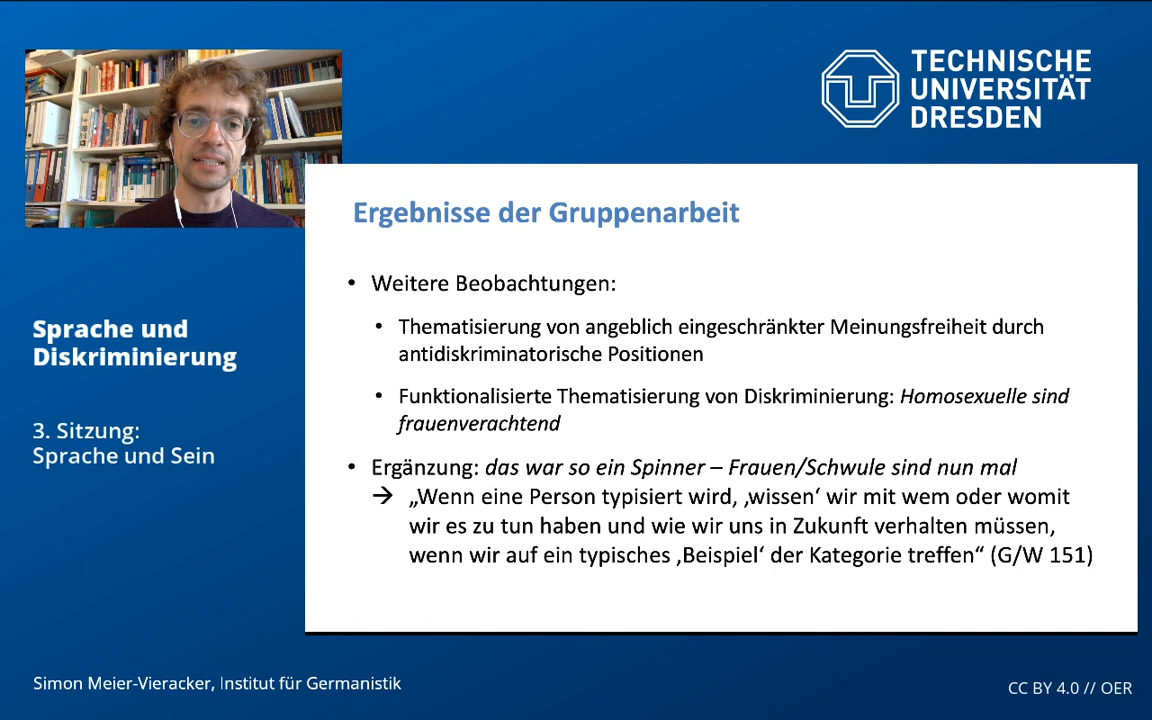 TECHNISCHE
UNIVERSITÄT
DRESDEN
Ergebnisse der Gruppenarbeit
• Weitere Beobachtungen:
• Thematisierung von angeblich eingeschränkter Meinungsfreiheit durch
antidiskriminatorische Positionen
• Funktionalisierte Thematisierung von Diskriminierung: Homosexuelle sind
frauenverachtend
• Ergänzung: das war so ein Spinner – Frauen/Schwule sind nun mal
→ „Wenn eine Person typisiert wird, ‚wissen‘ wir mit wem oder womit
wir es zu tun haben und wie wir uns in Zukunft verhalten müssen,
wenn wir auf ein typisches ‚Beispiel‘ der Kategorie treffen“ (G/W 151)
Sprache und
Diskriminierung
3. Sitzung:
Sprache und Sein
Simon Meier-Vieracker, Institut für Germanistik
CC BY 4.0 // OER